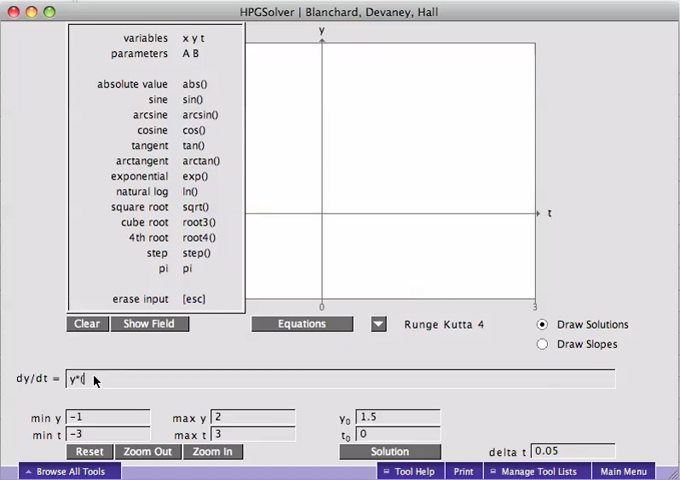 HPGSolver | Blanchard, Devaney, Hall
variables x y t
parameters A B
absolute value abs()
sine sin()
arcsine arcsin()
cosine cos()
tangent tan()
arctangent arctan()
exponential exp()
natural log ln()
square root sqrt()
cube root root3()
4th root root4()
step step()
pi pi
erase input [esc]
y
t
0 3
Clear Show Field Equations Runge Kutta 4 Draw Solutions
Draw Slopes
dy/dt = y*(
min y -1 max y 2 y0 1.5
min t -3 max t 3 t0 0
Reset Zoom Out Zoom In Solution delta t 0.05
Browse All Tools Tool Help Print Manage Tool Lists Main Menu